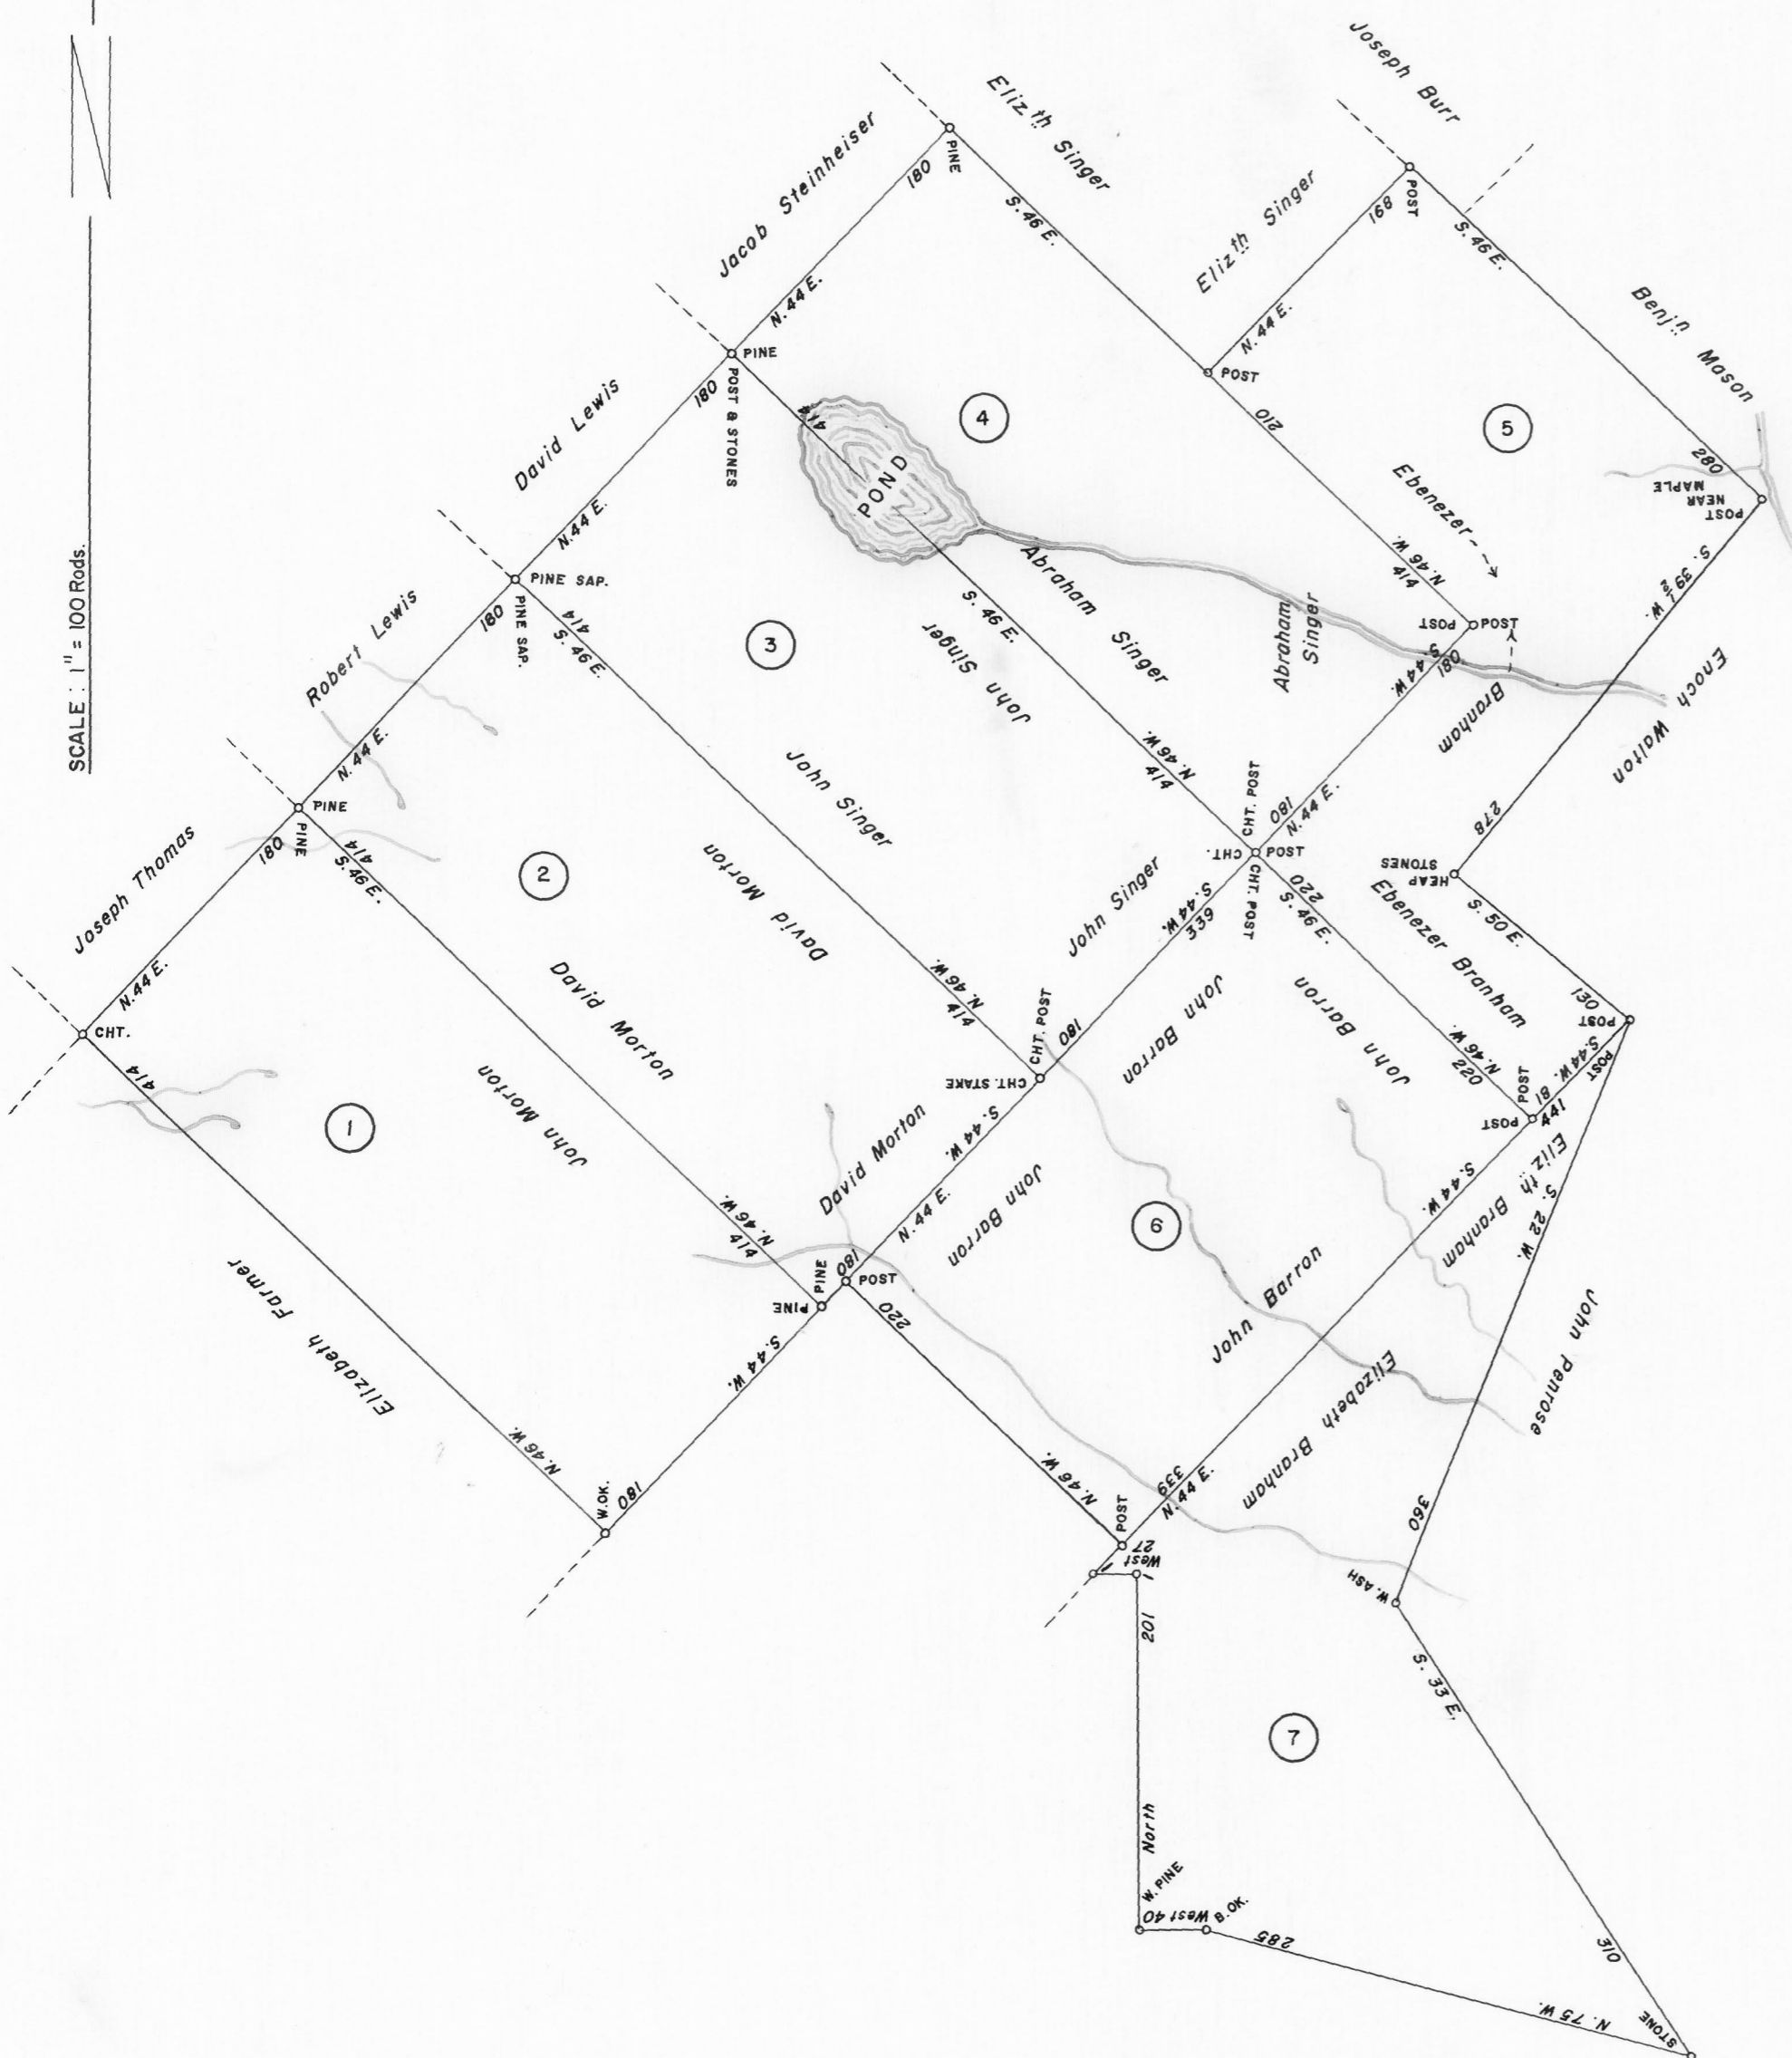 SCALE : 1" = 100 Rods.
Joseph Burr
Eliz th Singer
Jacob Steinheiser
PINE
180
S. 46 E.
Eliz th Singer
168
POST
S. 46 E.
N. 44 E.
N. 44 E.
Benj n Mason
PINE
180
POST & STONES
414
POST
210
4
5
David Lewis
280
POST NEAR MAPLE
POND
Ebenezer
N. 44 E.
N. 46 W.
414
S. 39 1/2 W.
PINE SAP.
180
PINE SAP.
414
S. 46 E.
Abraham Singer
S. 46 E.
John Singer
3
Abraham Singer
POST
POST
180
S. 44 W.
Branham
Enoch Walton
Robert Lewis
N. 44 E.
John Singer
N. 46 W.
414
CHT. POST
180
N. 44 E.
278
PINE
180
PINE
414
S. 46 E.
2
David Morton
CHT.
POST
CHT. POST
HEAP STONES
Joseph Thomas
John Singer
S. 44 W.
339
220
S. 46 E.
Ebenezer Branham
S. 50 E.
130
POST
N. 44 E.
CHT.
David Morton
N. 46 W.
414
CHT. POST
180
CHT. STAKE
John Barron
John Barron
N. 46 W.
220
POST
POST
S. 44 W.
81
POST
441
414
1
John Morton
David Morton
S. 44 W.
John Barron
N. 44 E.
6
S. 44 W.
Eliz th Branham
S. 22 W.
N. 46 W.
414
PINE
PINE
180
POST
220
John Barron
John Penrose
Elizabeth Farmer
S. 44 W.
Elizabeth Branham
N. 46 W.
W. OK.
180
N. 46 W.
POST
339
N. 44 E.
360
27
West
W. ASH
201
S. 33 E.
7
North
W. PINE
West 40
B. OK.
285
310
N. 75 W.
STONE